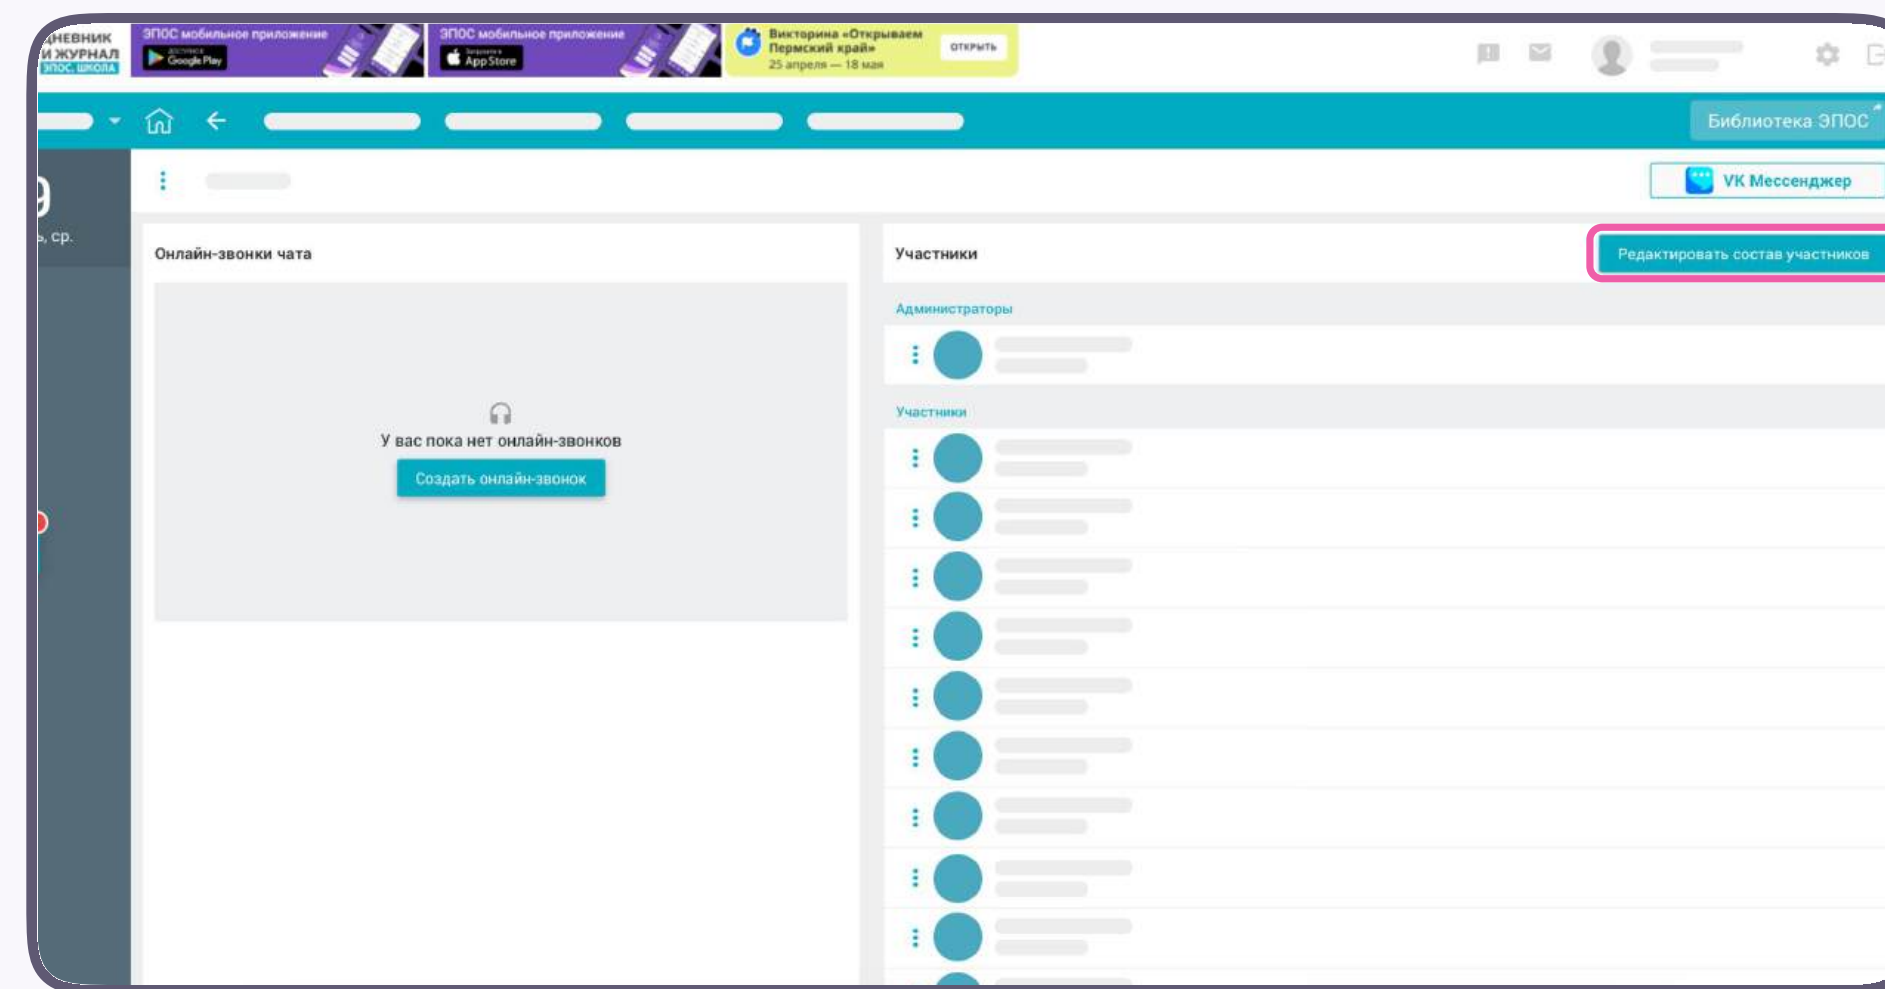 ДНЕВНИК
И ЖУРНАЛ
ЭПОС. ШКОЛА
ЭПОС мобильное приложение
Google Play
ЭПОС мобильное приложение
Загрузите в
App Store
Викторина «Открываем
Пермский край»
25 апреля — 18 мая
ОТКРЫТЬ
Библиотека ЭПОС
VK Мессенджер
9
ь, ср.
Онлайн-звонки чата
У вас пока нет онлайн-звонков
Создать онлайн-звонок
Участники
Редактировать состав участников
Администраторы
Участники